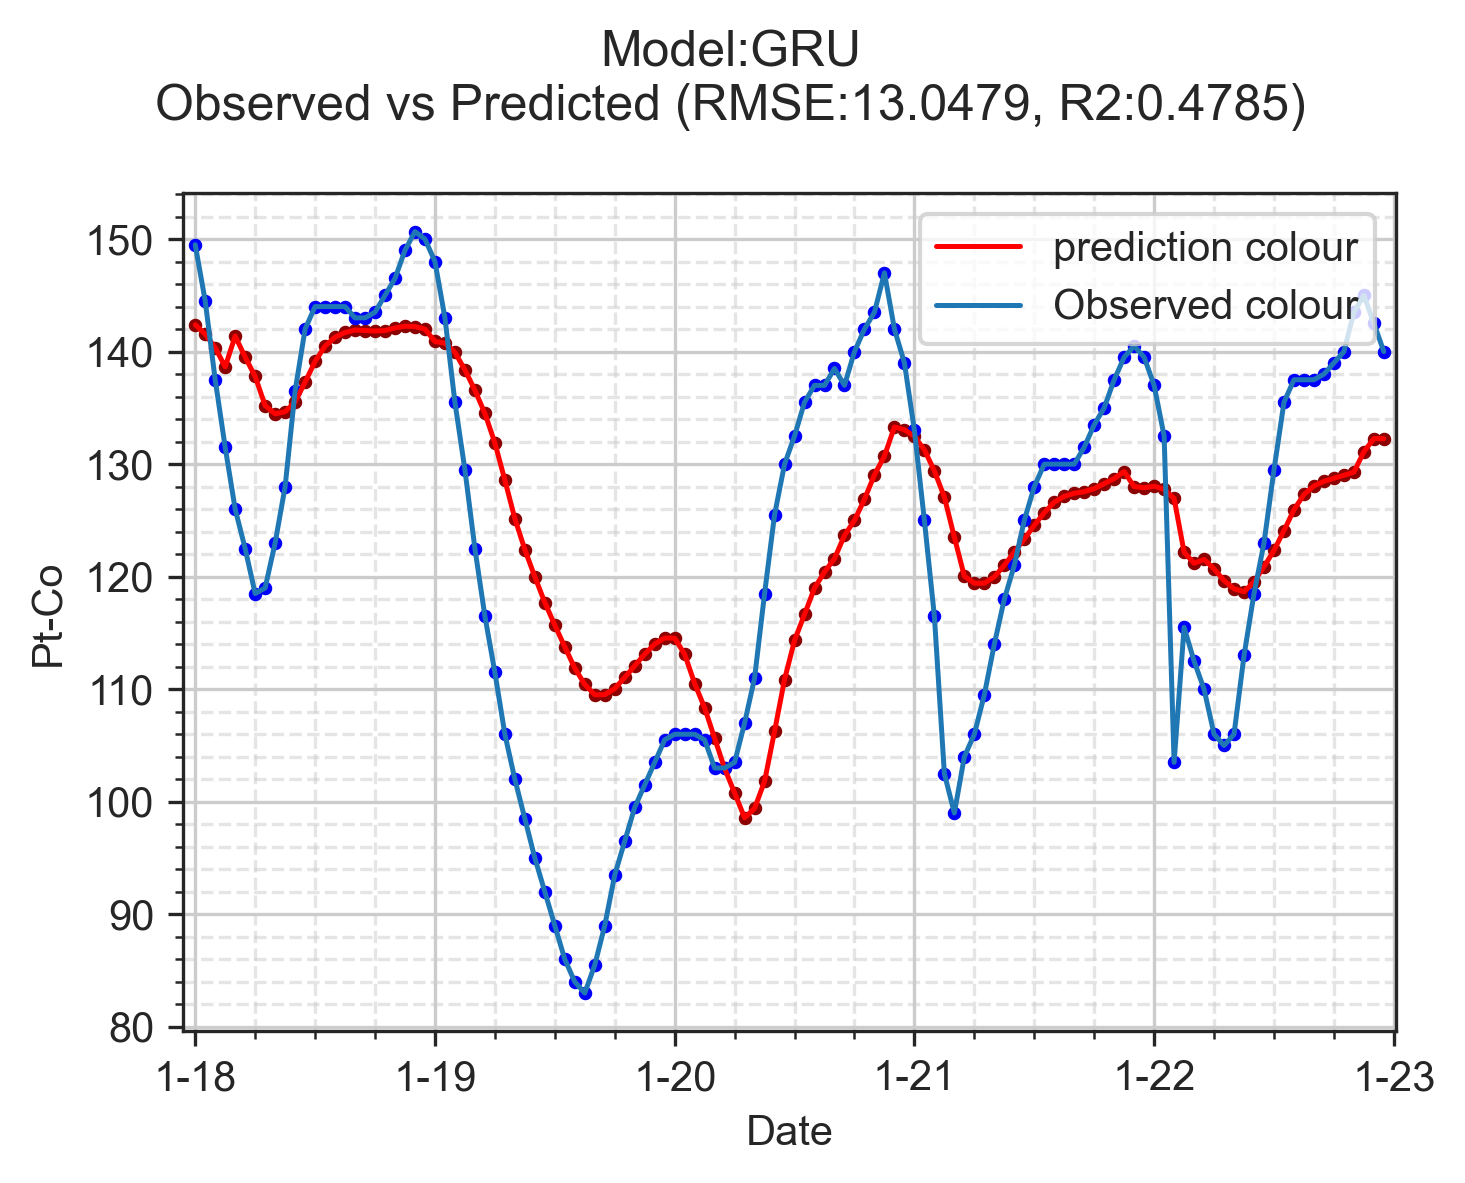 Model:GRU
Observed vs Predicted (RMSE:13.0479, R2:0.4785)
150
140
130
120
110
100
90
80
Pt-Co
prediction colour
Observed colour
1-18
1-19
1-20
1-21
1-22
1-23
Date